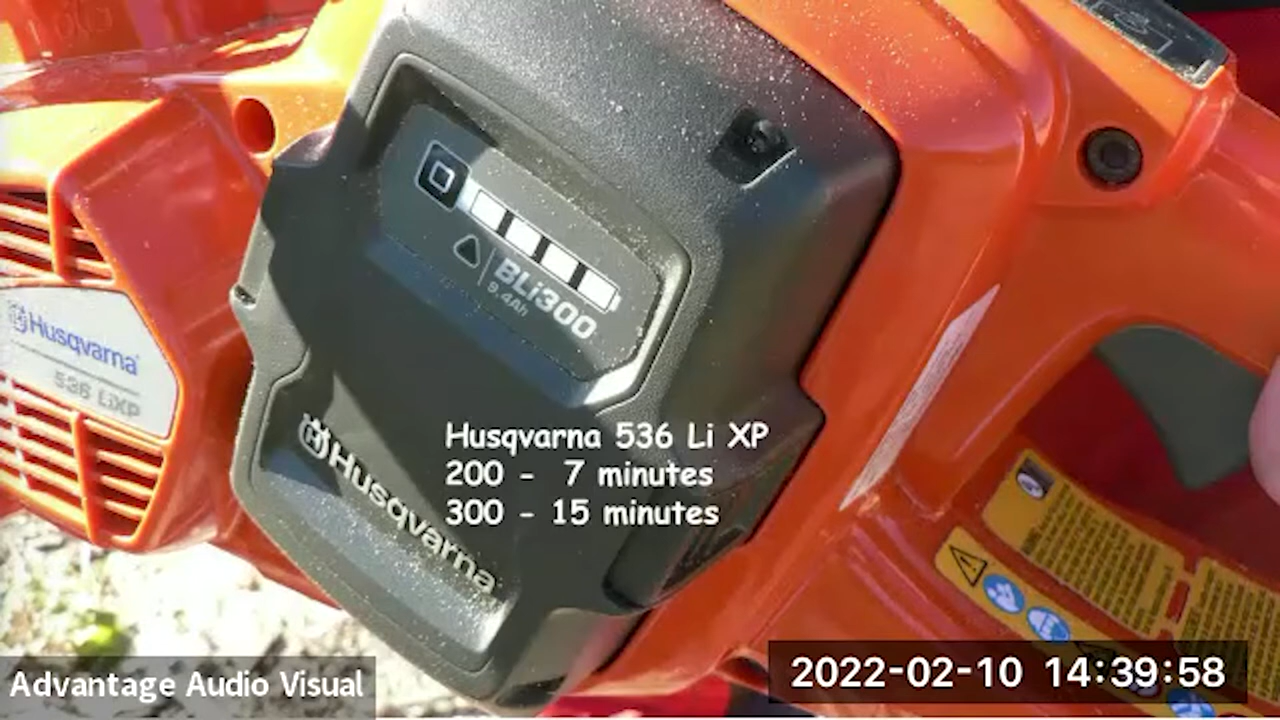 BLi300
9.4Ah
Husqvarna
536 LiXP
Husqvarna
Husqvarna 536 Li XP
200 - 7 minutes
300 - 15 minutes
Advantage Audio Visual
2022-02-10 14:39:58